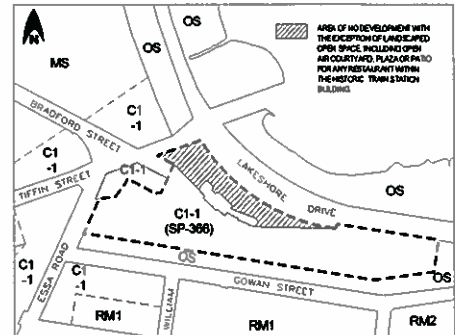 N
AREA OF NO DEVELOPMENT WITH
THE EXCEPTION OF LANDSCAPED
OPEN SPACE, INCLUDING OPEN
AIR COURTYARD, PLAZA OR PATIO
FOR ANY RESTAURANT WITHIN
THE HISTORIC TRAIN STATION
BUILDING.
OS
MS
OS
BRADFORD STREET
C1
-1
C1
-1
C1-1
TIFFIN STREET
LAKESHORE
DRIVE
OS
C1-1
(SP-366)
ESSA ROAD
C1
-1
OS
OS
GOWAN STREET
C1
-1
RM1
WILLIAM
RM1
RM2